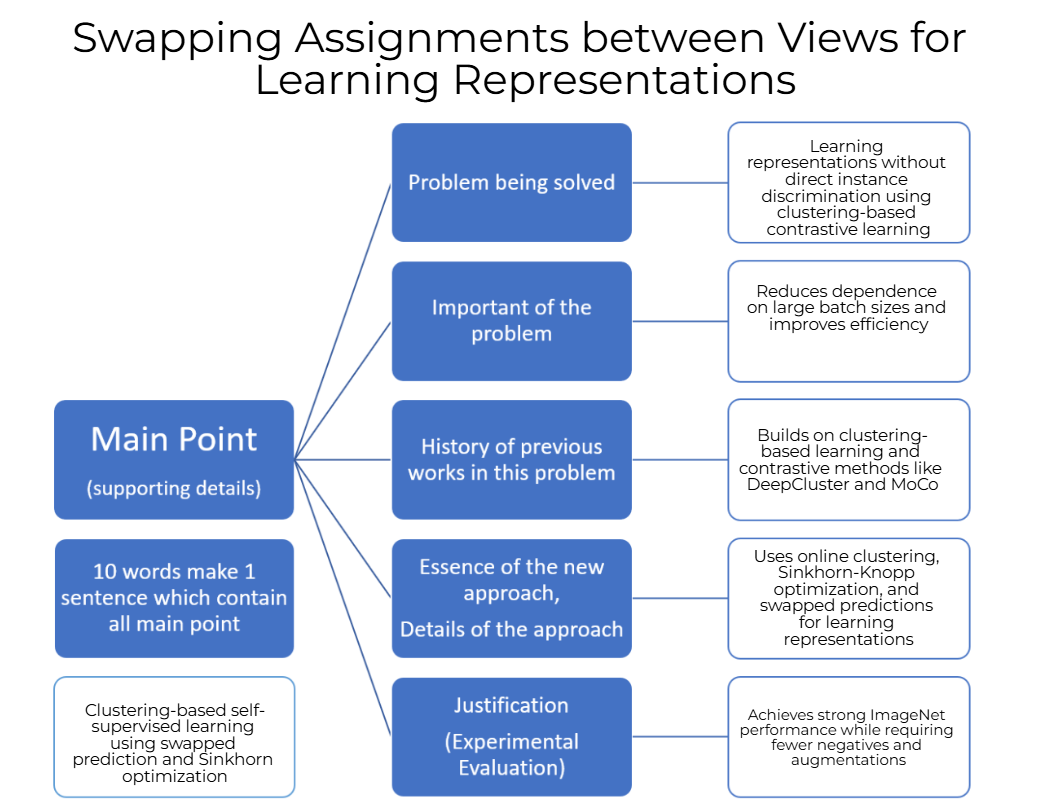 Swapping Assignments between Views for
Learning Representations
Problem being solved
Learning
representations without
direct instance
discrimination using
clustering-based
contrastive learning
Important of the
problem
Reduces dependence
on large batch sizes and
improves efficiency
Main Point
(supporting details)
History of previous
works in this problem
Builds on clustering-
based learning and
contrastive methods like
DeepCluster and MoCo
10 words make 1
sentence which contain
all main point
Essence of the new
approach,
Details of the approach
Uses online clustering,
Sinkhorn-Knopp
optimization, and
swapped predictions
for learning
representations
Clustering-based self-
supervised learning
using swapped
prediction and Sinkhorn
optimization
Justification
(Experimental
Evaluation)
Achieves strong ImageNet
performance while requiring
fewer negatives and
augmentations